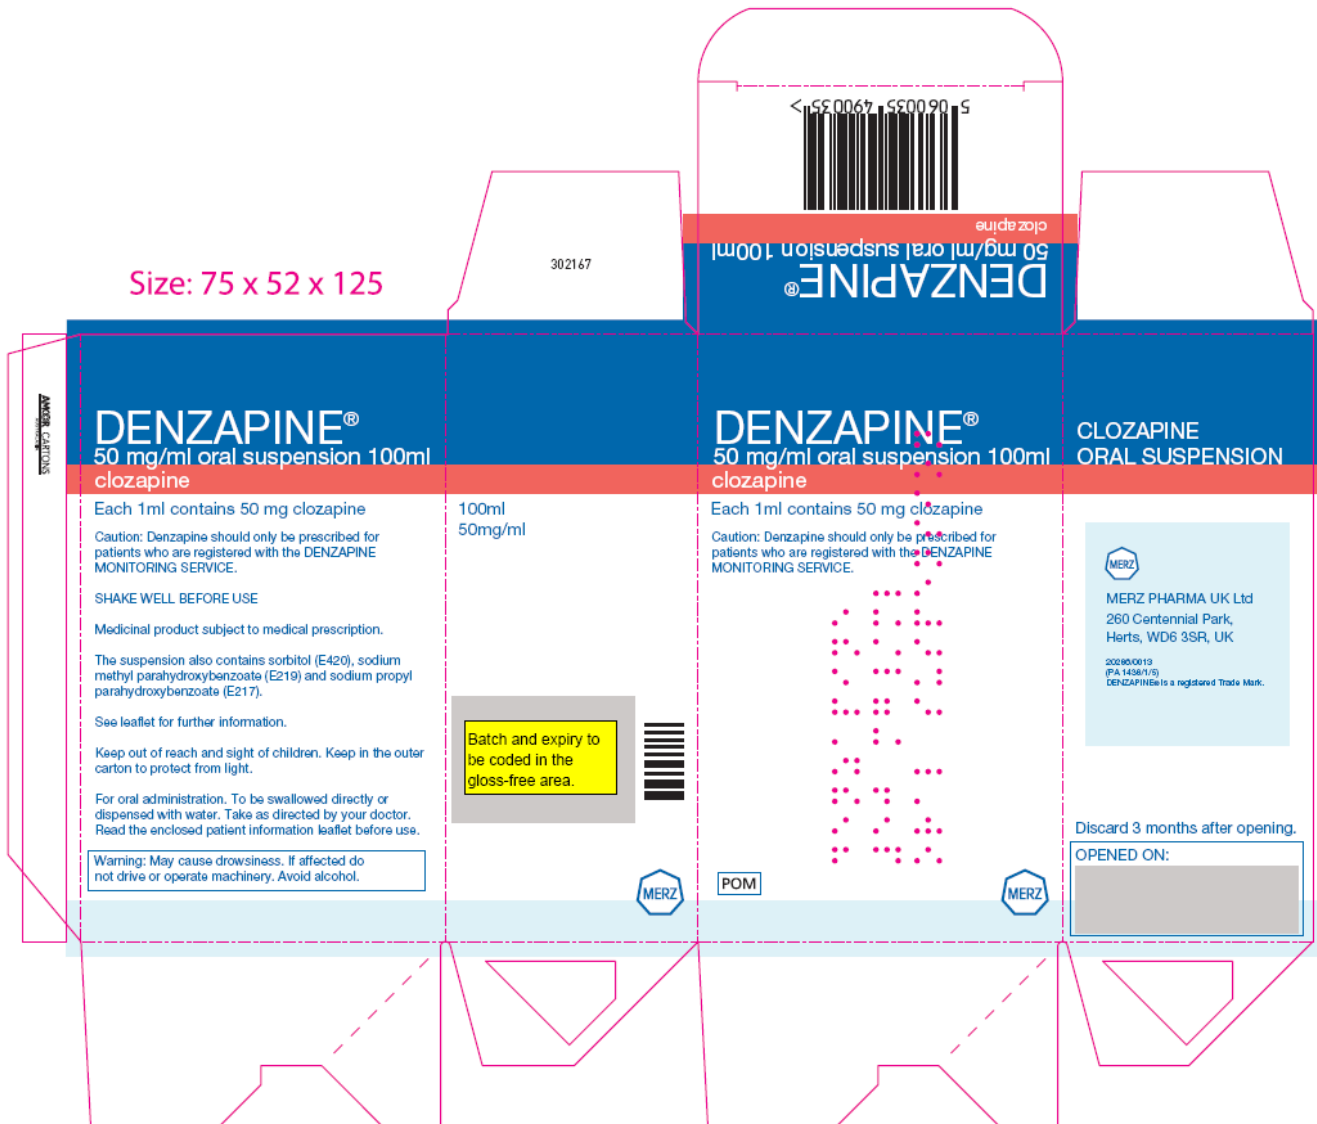 5 060035 490035 >
clozapine
50 mg/ml oral suspension 100ml
DENZAPINE®
302167
Size: 75 x 52 x 125
AMCOR CARTONS
DENZAPINE®
50 mg/ml oral suspension 100ml
clozapine
Each 1ml contains 50 mg clozapine
Caution: Denzapine should only be prescribed for
patients who are registered with the DENZAPINE
MONITORING SERVICE.
SHAKE WELL BEFORE USE
Medicinal product subject to medical prescription.
The suspension also contains sorbitol (E420), sodium
methyl parahydroxybenzoate (E219) and sodium propyl
parahydroxybenzoate (E217).
See leaflet for further information.
Keep out of reach and sight of children. Keep in the outer
carton to protect from light.
For oral administration. To be swallowed directly or
dispensed with water. Take as directed by your doctor.
Read the enclosed patient information leaflet before use.
Warning: May cause drowsiness. If affected do
not drive or operate machinery. Avoid alcohol.
100ml
50mg/ml
Batch and expiry to
be coded in the
gloss-free area.
MERZ
DENZAPINE®
50 mg/ml oral suspension 100ml
clozapine
Each 1ml contains 50 mg clozapine
Caution: Denzapine should only be prescribed for
patients who are registered with the DENZAPINE
MONITORING SERVICE.
POM
MERZ
CLOZAPINE
ORAL SUSPENSION
MERZ
MERZ PHARMA UK Ltd
260 Centennial Park,
Herts, WD6 3SR, UK
20286/0013
(PA 1436/1/5)
DENZAPINE® is a registered Trade Mark.
Discard 3 months after opening.
OPENED ON: